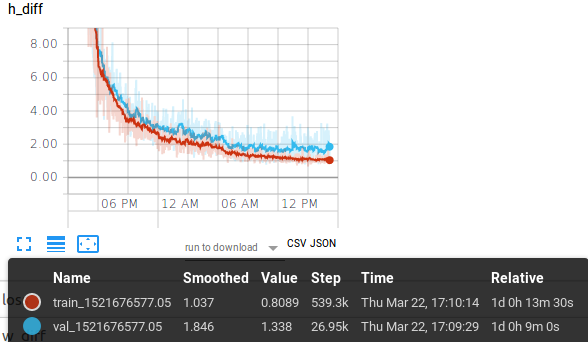 h_diff
8.00
6.00
4.00
2.00
0.00
06 PM 12 AM 06 AM 12 PM
run to download CSV JSON
Name Smoothed Value Step Time Relative
train_1521676577.05 1.037 0.8089 539.3k Thu Mar 22, 17:10:14 1d 0h 13m 30s
val_1521676577.05 1.846 1.338 26.95k Thu Mar 22, 17:09:29 1d 0h 9m 0s
w_diff